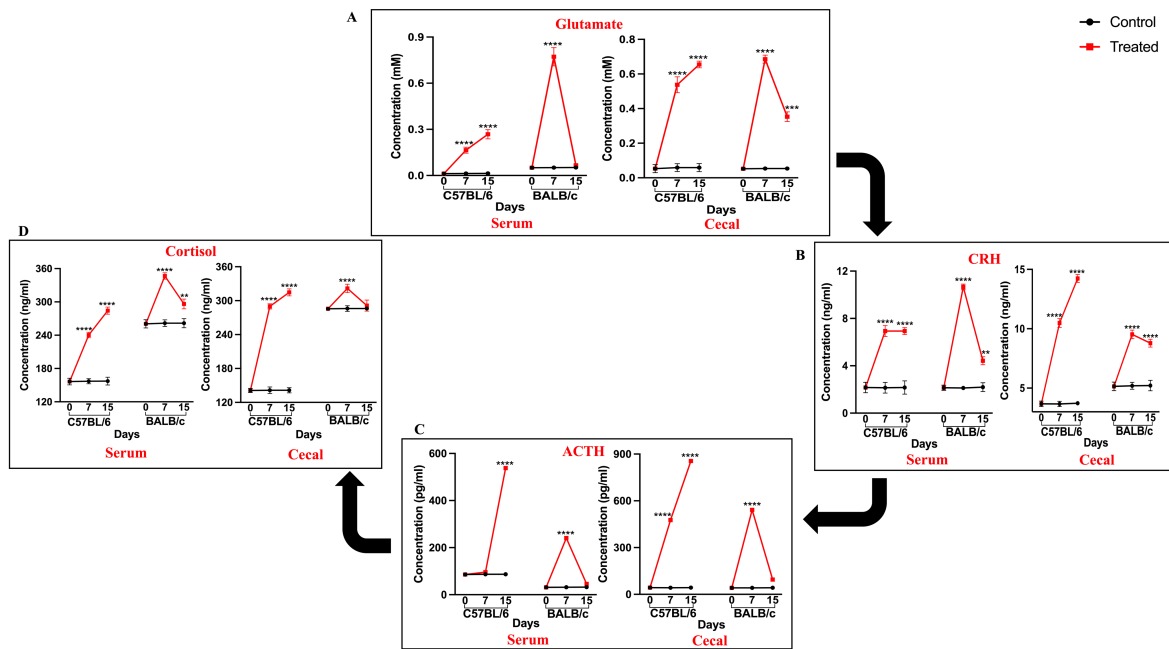 A
Glutamate
Control
Treated
Concentration (mM)
0.9
0.6
0.3
0.0
****
****
****
0 7 15 0 7 15
C57BL/6 BALB/c
Days
Serum
Concentration (mM)
0.8
0.6
0.4
0.2
0.0
****
****
****
***
0 7 15 0 7 15
C57BL/6 BALB/c
Days
Cecal
B
CRH
Concentration (ng/ml)
12
8
4
0
****
****
****
**
0 7 15 0 7 15
C57BL/6 BALB/c
Days
Serum
Concentration (ng/ml)
15
10
5
****
****
****
****
0 7 15 0 7 15
C57BL/6 BALB/c
Days
Cecal
C
ACTH
Concentration (pg/ml)
600
400
200
0
****
****
0 7 15 0 7 15
C57BL/6 BALB/c
Days
Serum
Concentration (pg/ml)
900
600
300
0
****
****
****
0 7 15 0 7 15
C57BL/6 BALB/c
Days
Cecal
D
Cortisol
Concentration (ng/ml)
360
300
240
180
120
****
****
****
**
0 7 15 0 7 15
C57BL/6 BALB/c
Days
Serum
Concentration (ng/ml)
360
300
240
180
120
****
****
****
0 7 15 0 7 15
C57BL/6 BALB/c
Days
Cecal